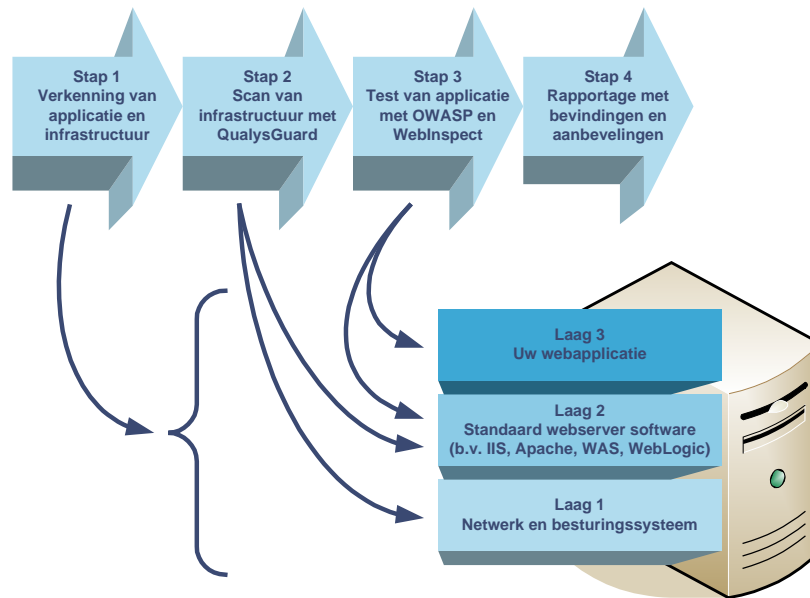 Stap 1
Verkenning van
applicatie en
infrastructuur
Stap 2
Scan van
infrastructuur met
QualysGuard
Stap 3
Test van applicatie
met OWASP en
WebInspect
Stap 4
Rapportage met
bevindingen en
aanbevelingen
Laag 3
Uw webapplicatie
Laag 2
Standaard webserver software
(b.v. IIS, Apache, WAS, WebLogic)
Laag 1
Netwerk en besturingssysteem